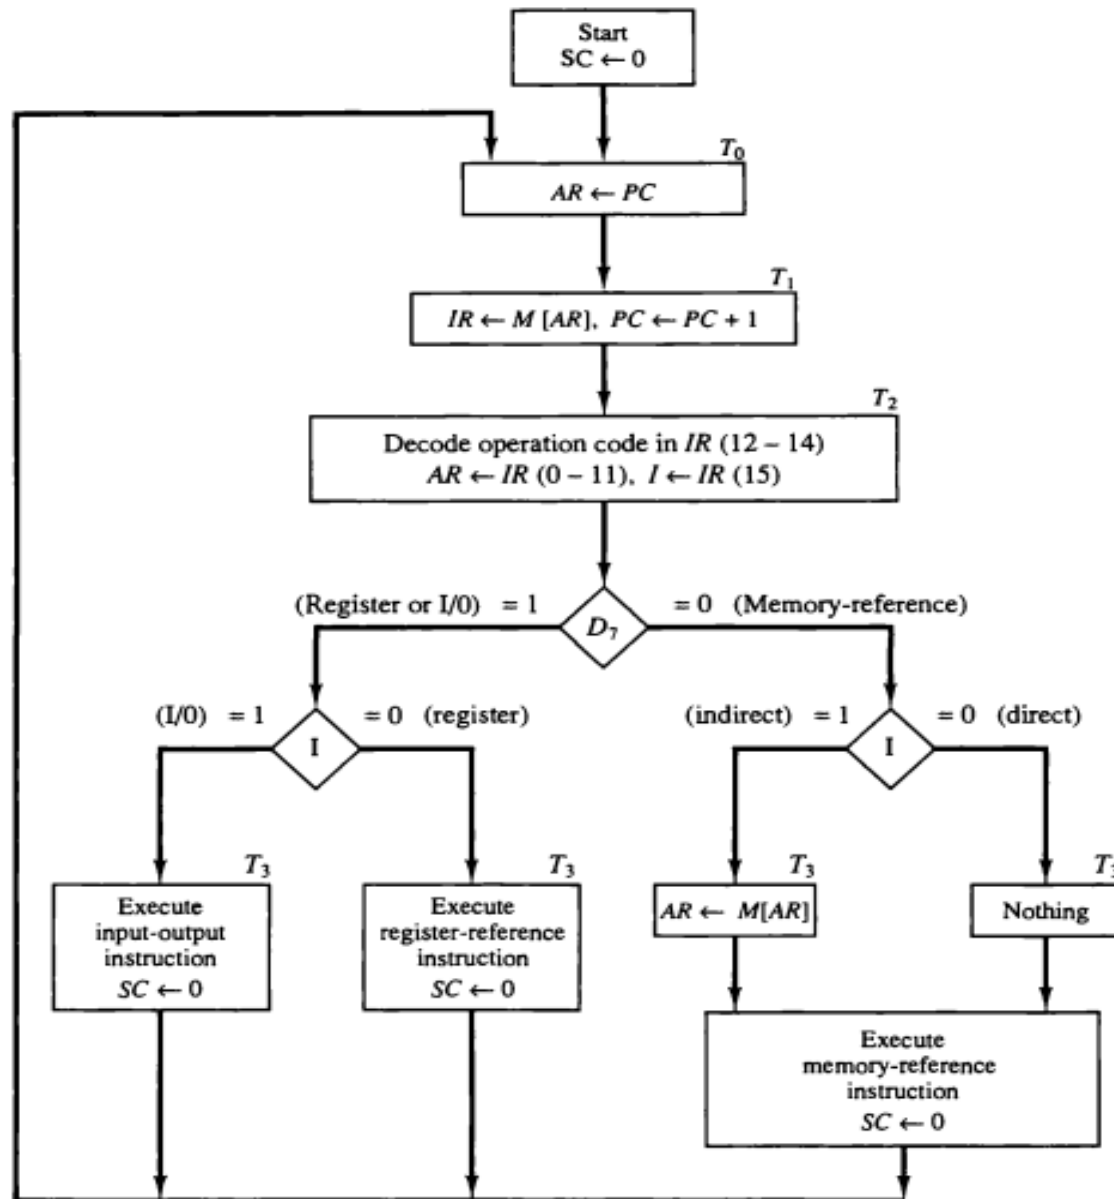 Start
SC ← 0
T₀
AR ← PC
T₁
IR ← M [AR], PC ← PC + 1
T₂
Decode operation code in IR (12 – 14)
AR ← IR (0 – 11), I ← IR (15)
(Register or I/0) = 1
= 0 (Memory-reference)
D₇
(I/0) = 1
= 0 (register)
(indirect) = 1
= 0 (direct)
I
I
T₃
T₃
T₃
T₃
Execute
input-output
instruction
SC ← 0
Execute
register-reference
instruction
SC ← 0
AR ← M[AR]
Nothing
Execute
memory-reference
instruction
SC ← 0